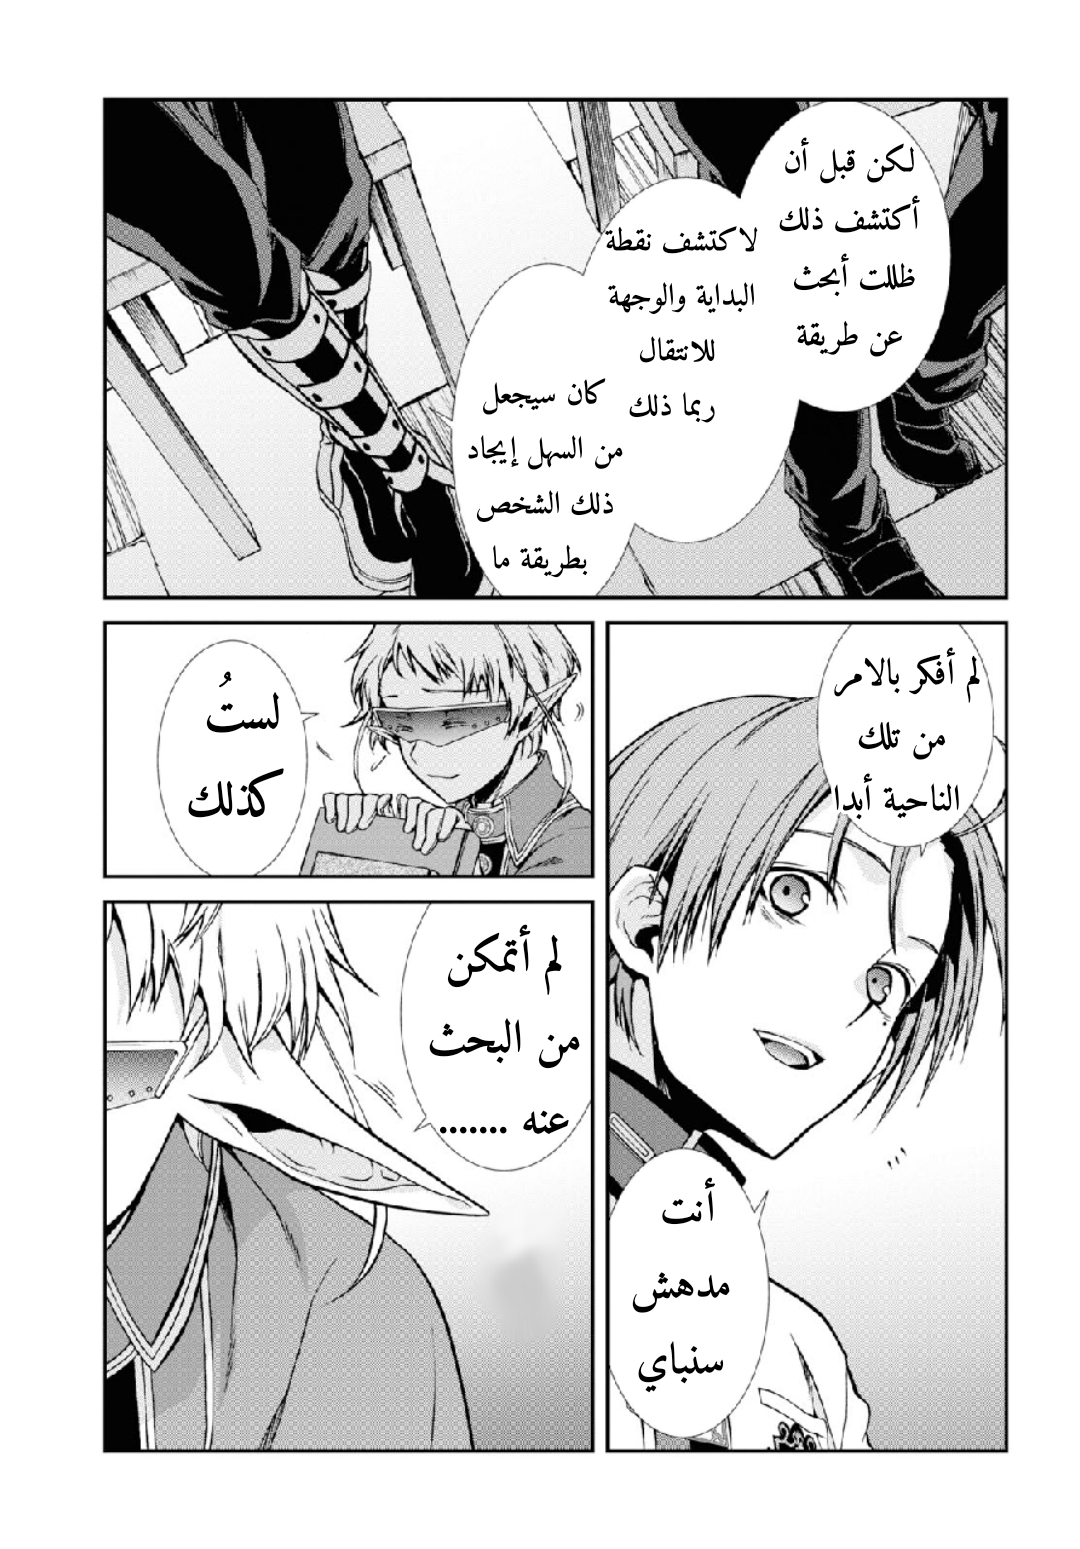 لكن قبل أن
أكتشف ذلك
ظللت أبحث
عن طريقة
لاكتشف نقطة
البداية والوجهة
للانتقال
ربما ذلك
كان سيجعل
من السهل إيجاد
ذلك الشخص
بطريقة ما
لم أفكر بالامر
من تلك
الناحية أبدا
أنت
مدهش
سنباي
لستُ
كذلك
لم أتمكن
من البحث
عنه .......